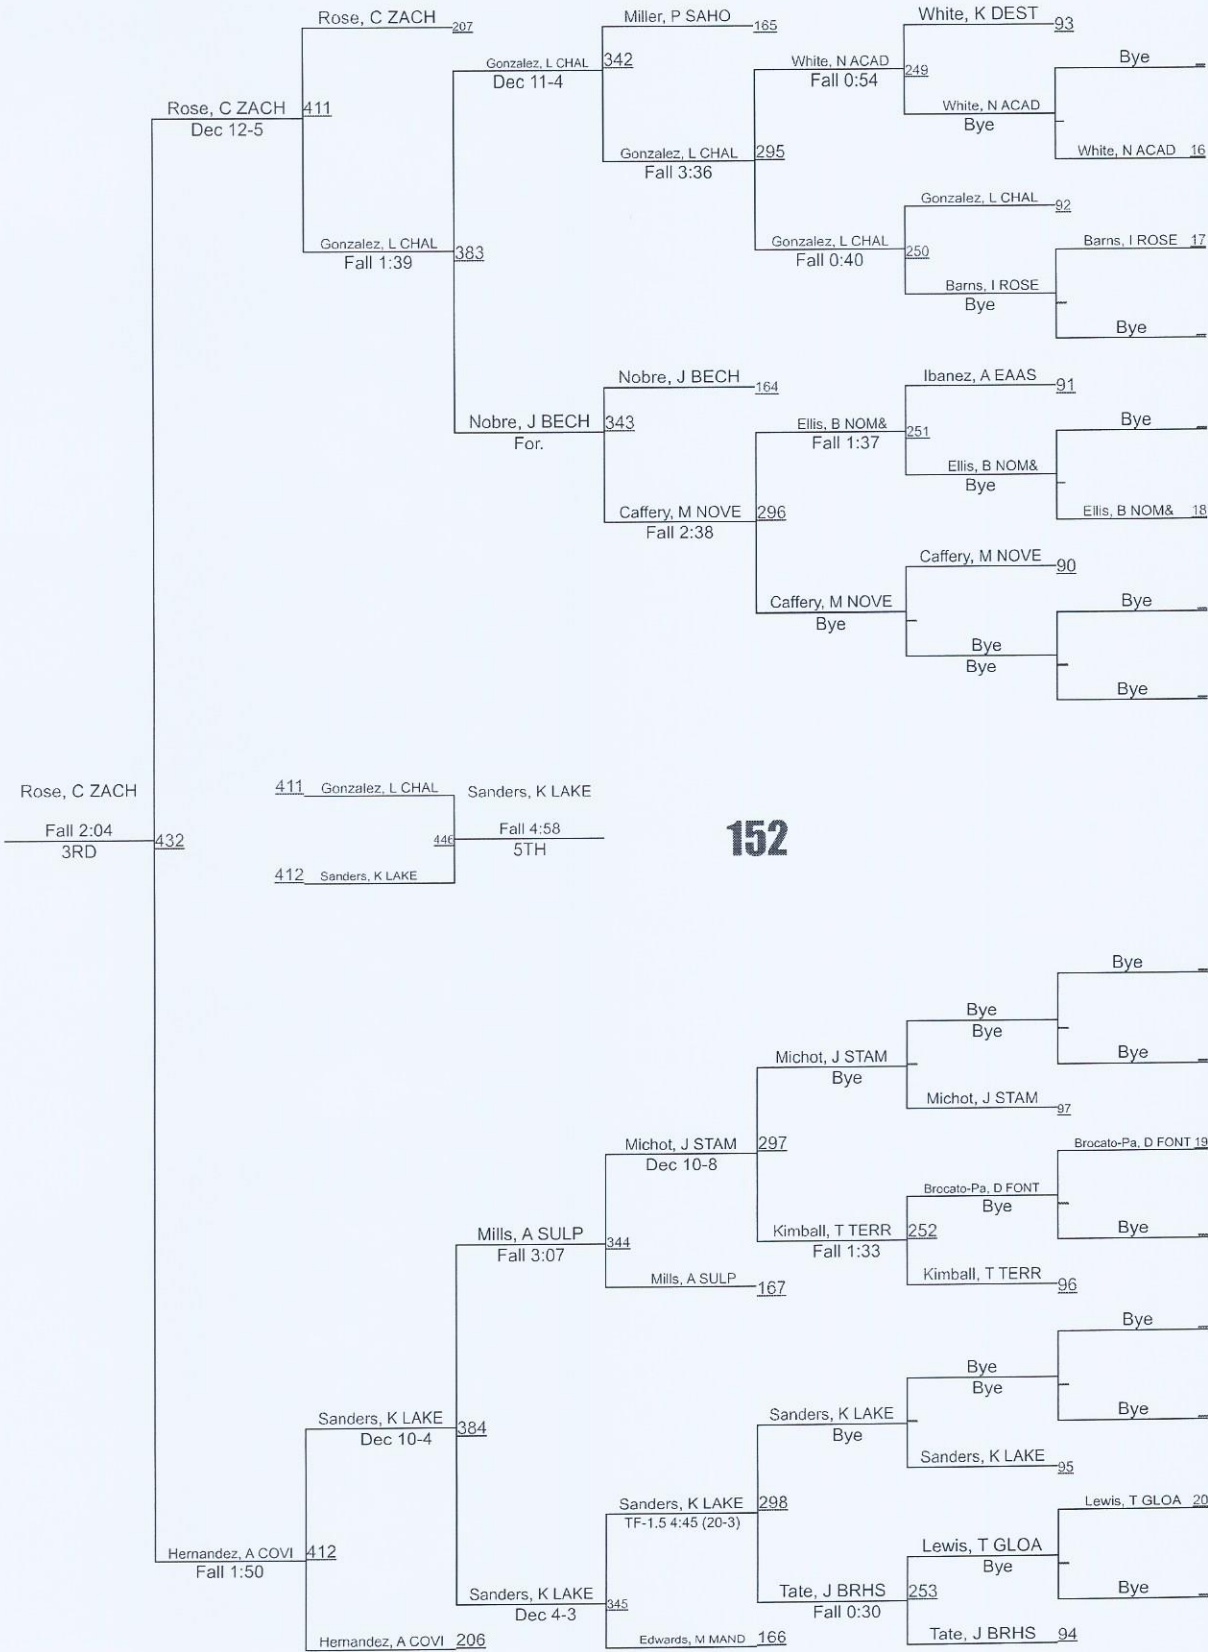 Rose, C ZACH 207
Miller, P SAHO 165
White, K DEST 93
Gonzalez, L CHAL 342
Dec 11-4
White, N ACAD 249
Fall 0:54
Bye
Rose, C ZACH 411
Dec 12-5
White, N ACAD
Bye
Gonzalez, L CHAL 295
Fall 3:36
White, N ACAD 16
Gonzalez, L CHAL 92
Gonzalez, L CHAL 383
Fall 1:39
Gonzalez, L CHAL 250
Fall 0:40
Barns, I ROSE 17
Barns, I ROSE
Bye
Bye
Nobre, J BECH 164
Ibanez, A EAAS 91
Nobre, J BECH 343
For.
Ellis, B NOM& 251
Fall 1:37
Bye
Ellis, B NOM&
Bye
Caffery, M NOVE 296
Fall 2:38
Ellis, B NOM& 18
Caffery, M NOVE 90
Caffery, M NOVE
Bye
Bye
Bye
Bye
Bye
Rose, C ZACH
Fall 2:04 432
3RD
411 Gonzalez, L CHAL
Sanders, K LAKE
446 Fall 4:58
5TH
412 Sanders, K LAKE
152
Bye
Bye
Bye
Bye
Michot, J STAM
Bye
Michot, J STAM 97
Michot, J STAM 297
Dec 10-8
Brocato-Pa, D FONT 19
Brocato-Pa, D FONT
Bye
Mills, A SULP 344
Fall 3:07
Kimball, T TERR 252
Fall 1:33
Bye
Mills, A SULP 167
Kimball, T TERR 96
Bye
Bye
Bye
Sanders, K LAKE 384
Dec 10-4
Sanders, K LAKE
Bye
Bye
Sanders, K LAKE 95
Sanders, K LAKE 298
TF-1.5 4:45 (20-3)
Lewis, T GLOA 20
Hernandez, A COVI 412
Fall 1:50
Lewis, T GLOA
Bye
Sanders, K LAKE 345
Dec 4-3
Tate, J BRHS 253
Fall 0:30
Bye
Hernandez, A COVI 206
Edwards, M MAND 166
Tate, J BRHS 94